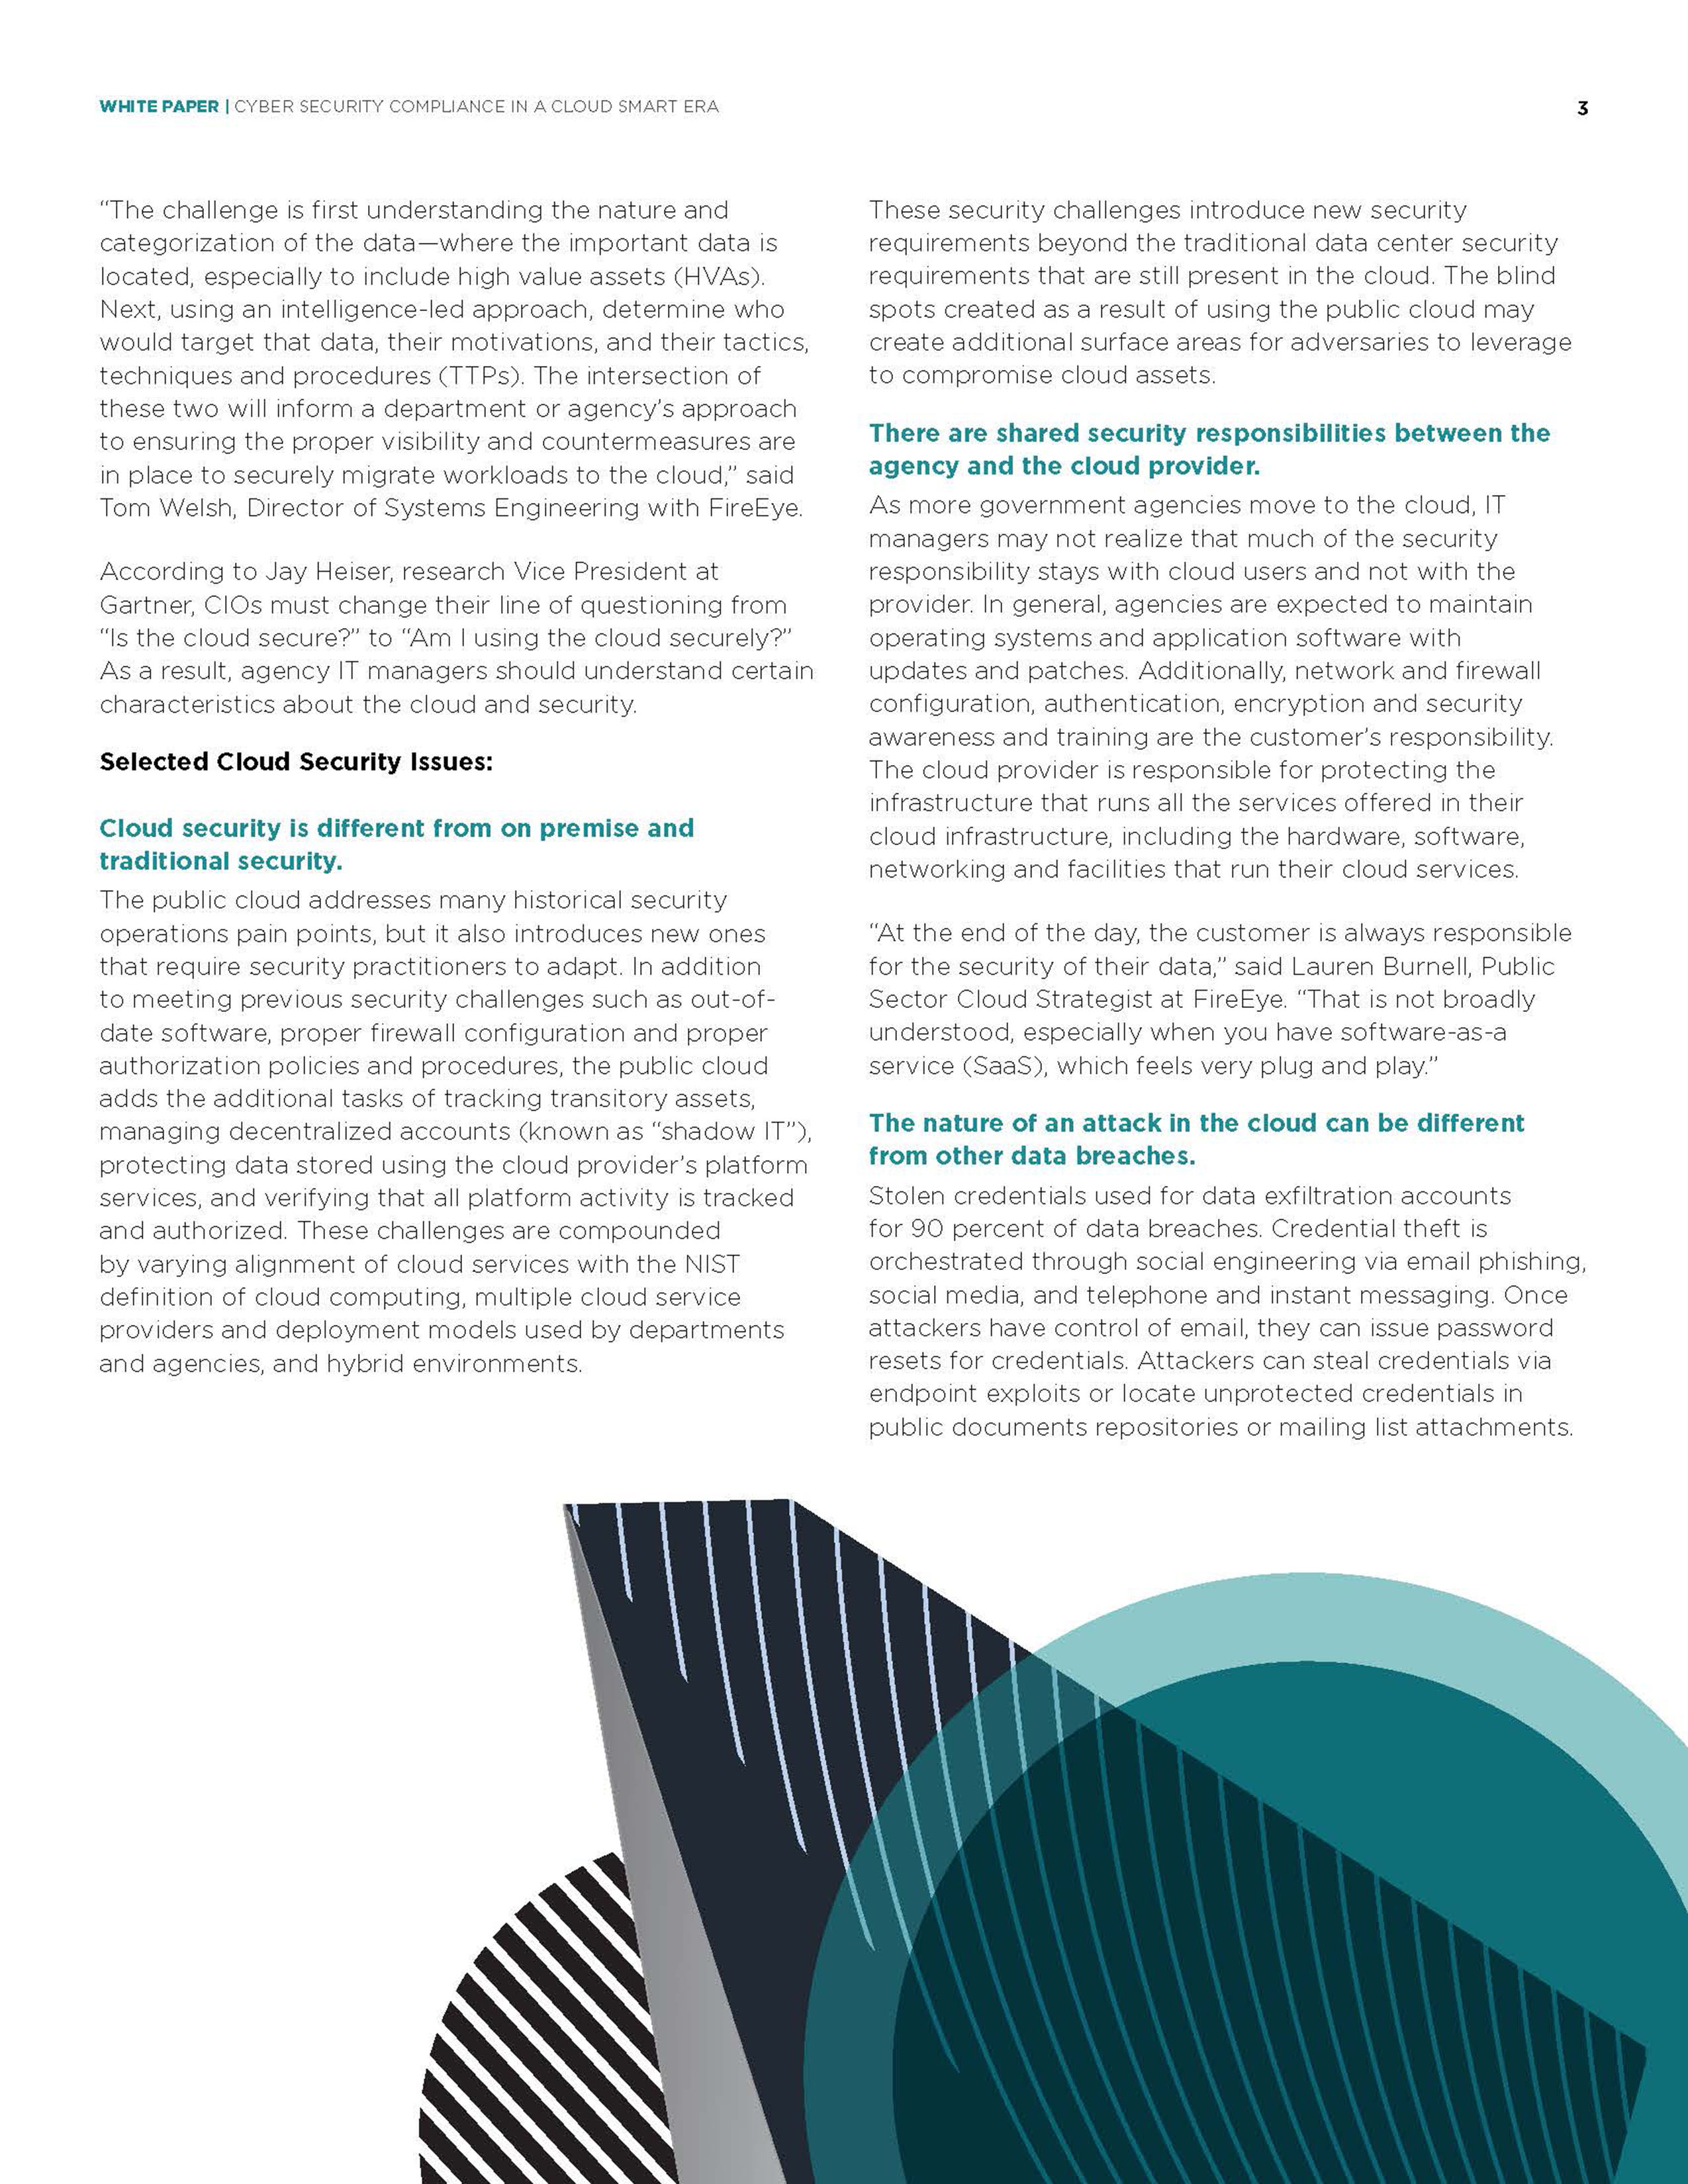 WHITE PAPER | CYBER SECURITY COMPLIANCE IN A CLOUD SMART ERA
3
“The challenge is first understanding the nature and
categorization of the data—where the important data is
located, especially to include high value assets (HVAs).
Next, using an intelligence-led approach, determine who
would target that data, their motivations, and their tactics,
techniques and procedures (TTPs). The intersection of
these two will inform a department or agency’s approach
to ensuring the proper visibility and countermeasures are
in place to securely migrate workloads to the cloud,” said
Tom Welsh, Director of Systems Engineering with FireEye.
According to Jay Heiser, research Vice President at
Gartner, CIOs must change their line of questioning from
“Is the cloud secure?” to “Am I using the cloud securely?”
As a result, agency IT managers should understand certain
characteristics about the cloud and security.
Selected Cloud Security Issues:
Cloud security is different from on premise and
traditional security.
The public cloud addresses many historical security
operations pain points, but it also introduces new ones
that require security practitioners to adapt. In addition
to meeting previous security challenges such as out-of-
date software, proper firewall configuration and proper
authorization policies and procedures, the public cloud
adds the additional tasks of tracking transitory assets,
managing decentralized accounts (known as “shadow IT”),
protecting data stored using the cloud provider’s platform
services, and verifying that all platform activity is tracked
and authorized. These challenges are compounded
by varying alignment of cloud services with the NIST
definition of cloud computing, multiple cloud service
providers and deployment models used by departments
and agencies, and hybrid environments.
These security challenges introduce new security
requirements beyond the traditional data center security
requirements that are still present in the cloud. The blind
spots created as a result of using the public cloud may
create additional surface areas for adversaries to leverage
to compromise cloud assets.
There are shared security responsibilities between the
agency and the cloud provider.
As more government agencies move to the cloud, IT
managers may not realize that much of the security
responsibility stays with cloud users and not with the
provider. In general, agencies are expected to maintain
operating systems and application software with
updates and patches. Additionally, network and firewall
configuration, authentication, encryption and security
awareness and training are the customer’s responsibility.
The cloud provider is responsible for protecting the
infrastructure that runs all the services offered in their
cloud infrastructure, including the hardware, software,
networking and facilities that run their cloud services.
“At the end of the day, the customer is always responsible
for the security of their data,” said Lauren Burnell, Public
Sector Cloud Strategist at FireEye. “That is not broadly
understood, especially when you have software-as-a
service (SaaS), which feels very plug and play.”
The nature of an attack in the cloud can be different
from other data breaches.
Stolen credentials used for data exfiltration accounts
for 90 percent of data breaches. Credential theft is
orchestrated through social engineering via email phishing,
social media, and telephone and instant messaging. Once
attackers have control of email, they can issue password
resets for credentials. Attackers can steal credentials via
endpoint exploits or locate unprotected credentials in
public documents repositories or mailing list attachments.